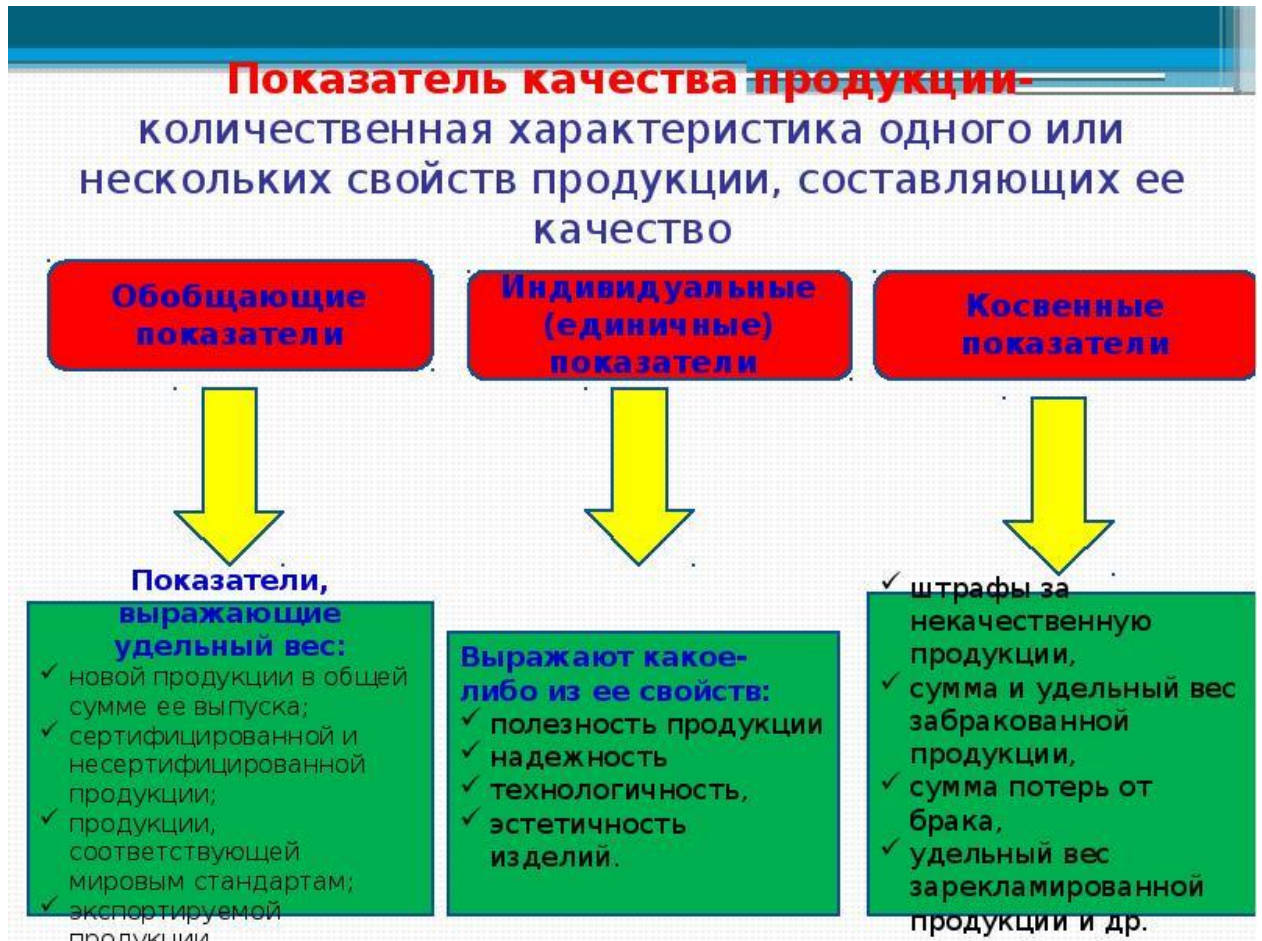 Показатель качества продукции-
количественная характеристика одного или
нескольких свойств продукции, составляющих ее
качество
Обобщающие
показатели
Индивидуальные
(единичные)
показатели
Косвенные
показатели
Показатели,
выражающие
удельный вес:
✓ новой продукции в общей
сумме ее выпуска;
✓ сертифицированной и
несертифицированной
продукции;
✓ продукции,
соответствующей
мировым стандартам;
✓ экспортируемой
продукции
Выражают какое-
либо из ее свойств:
✓ полезность продукции
✓ надежность
✓ технологичность,
✓ эстетичность
изделий.
✓ штрафы за
некачественную
продукции,
✓ сумма и удельный вес
забракованной
продукции,
✓ сумма потерь от
брака,
✓ удельный вес
зарекламированной
продукции и др.